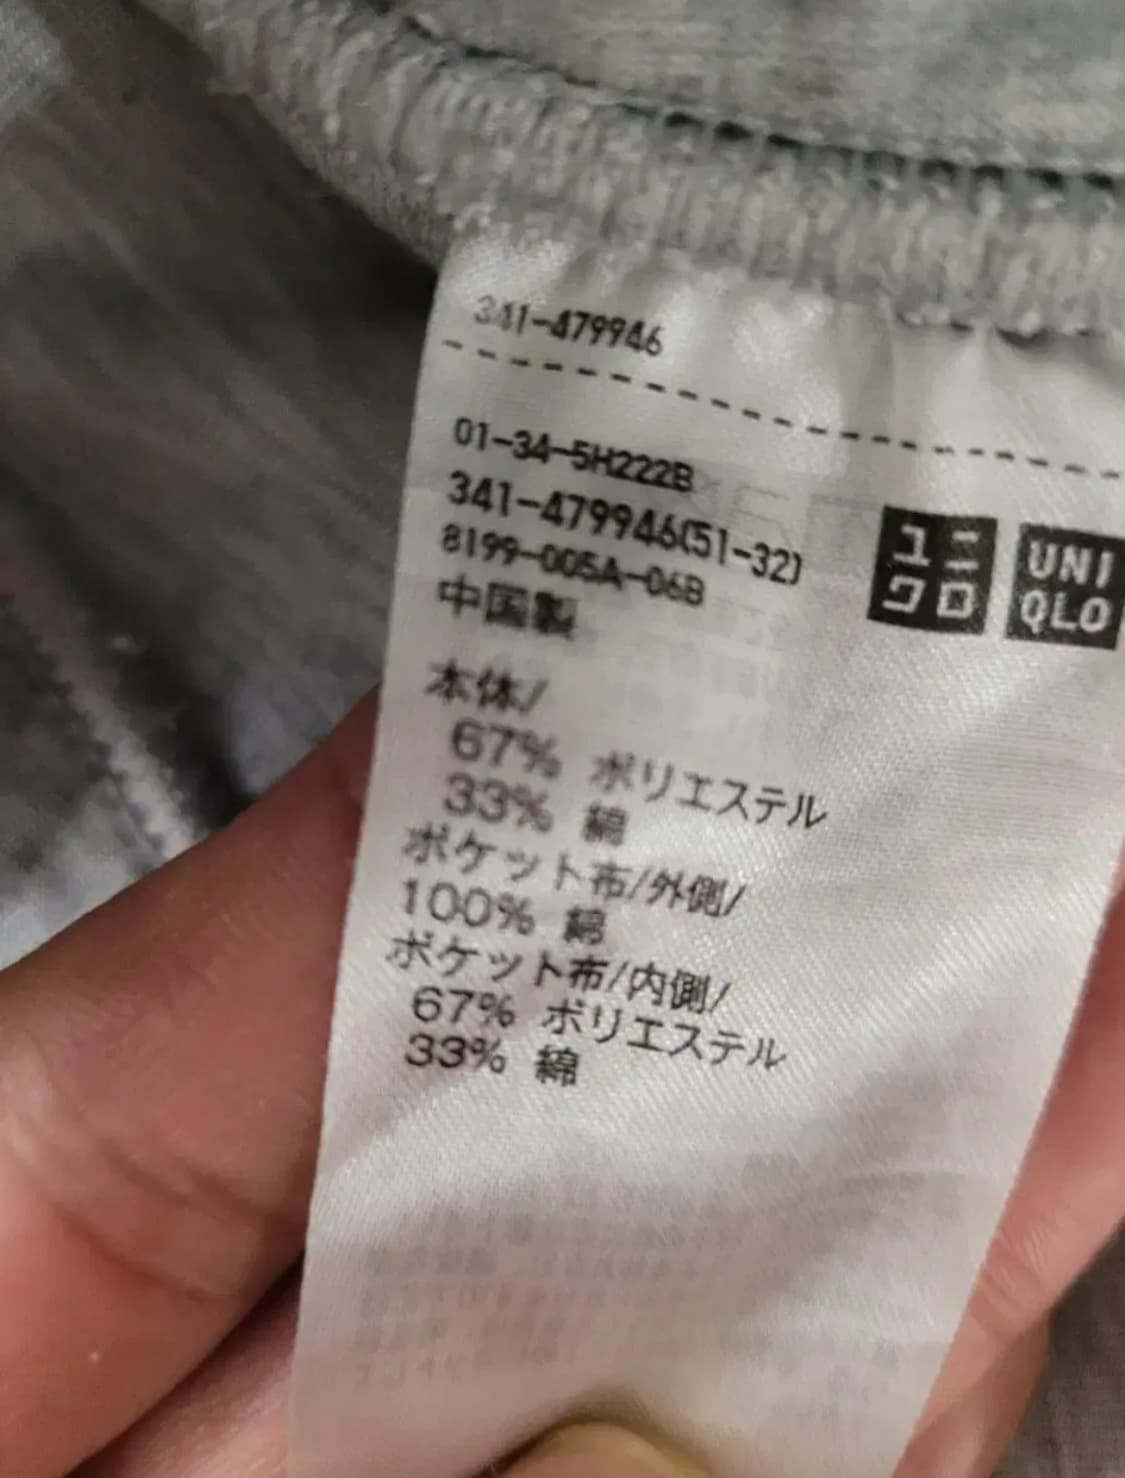 341-479946
01-34-5H222B
341-479946(51-32)
8199-005A-06B
中国製
ユニ
クロ
UNI
QLO
本体/
67% ポリエステル
33% 綿
ポケット布/外側/
100% 綿
ポケット布/内側/
67% ポリエステル
33% 綿